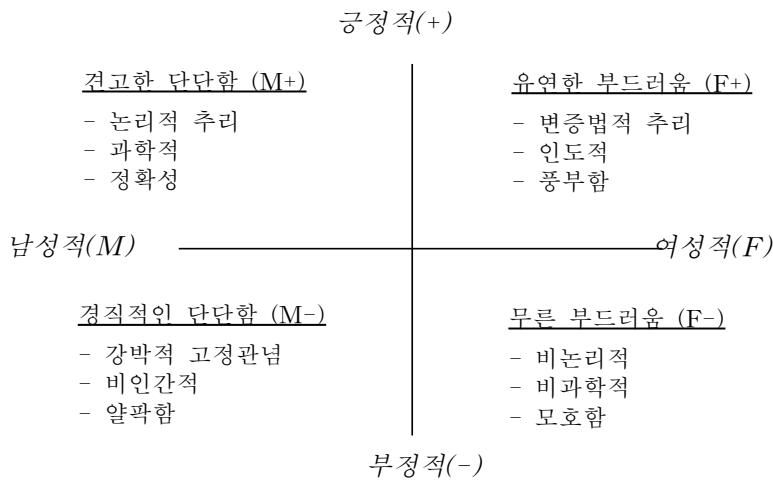 긍정적(+)
견고한 단단함 (M+)
- 논리적 추리
- 과학적
- 정확성
유연한 부드러움 (F+)
- 변증법적 추리
- 인도적
- 풍부함
남성적(M)
여성적(F)
경직적인 단단함 (M-)
- 강박적 고정관념
- 비인간적
- 얄팍함
무른 부드러움 (F-)
- 비논리적
- 비과학적
- 모호함
부정적(-)